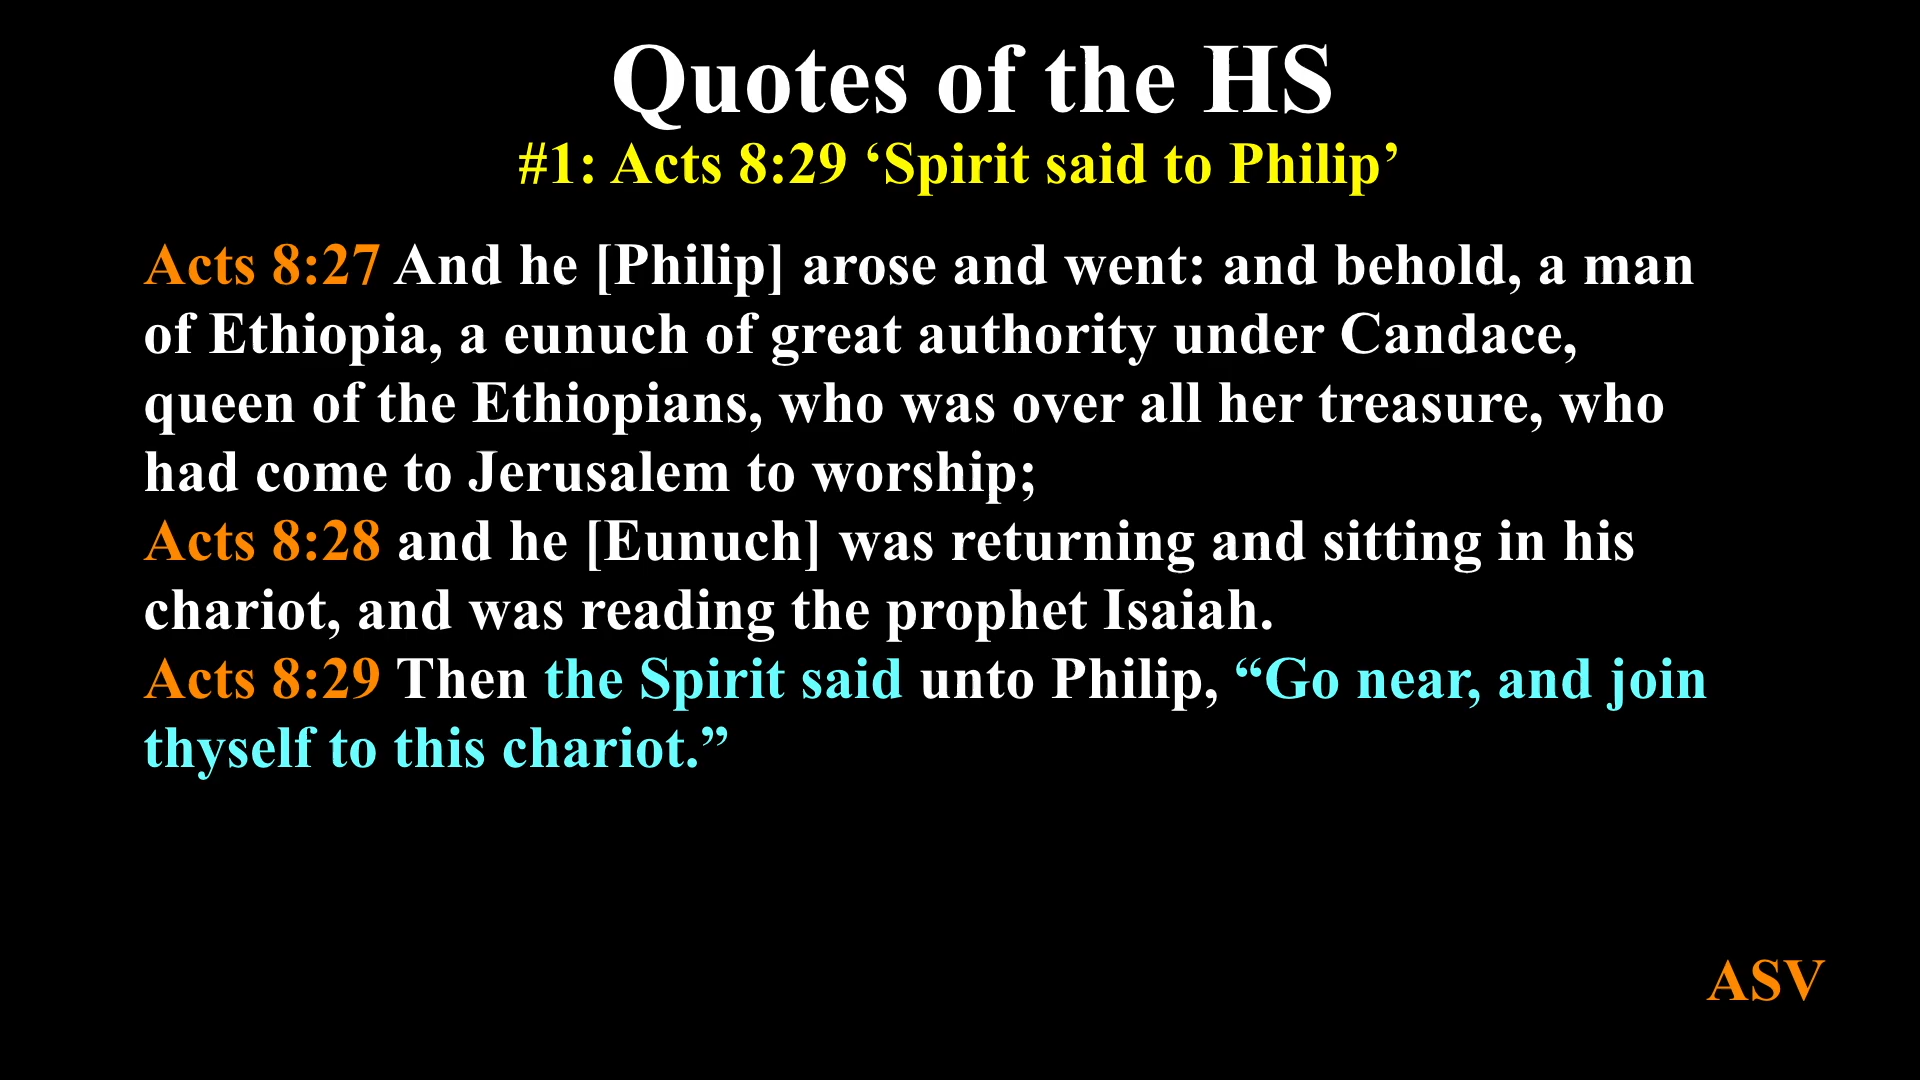 Quotes of the HS
#1: Acts 8:29 ‘Spirit said to Philip’
Acts 8:27 And he [Philip] arose and went: and behold, a man
of Ethiopia, a eunuch of great authority under Candace,
queen of the Ethiopians, who was over all her treasure, who
had come to Jerusalem to worship;
Acts 8:28 and he [Eunuch] was returning and sitting in his
chariot, and was reading the prophet Isaiah.
Acts 8:29 Then the Spirit said unto Philip, “Go near, and join
thyself to this chariot.”
ASV